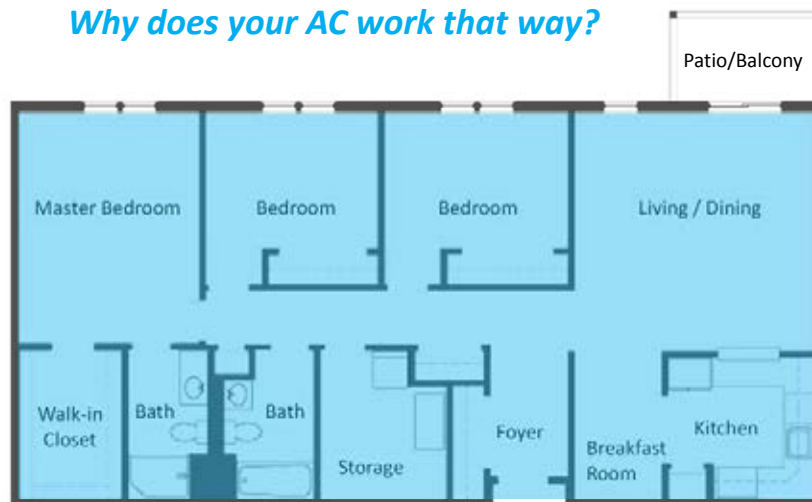 Why does your AC work that way?
Patio/Balcony
Master Bedroom
Bedroom
Bedroom
Living / Dining
Walk-in
Closet
Bath
Bath
Storage
Foyer
Breakfast
Room
Kitchen